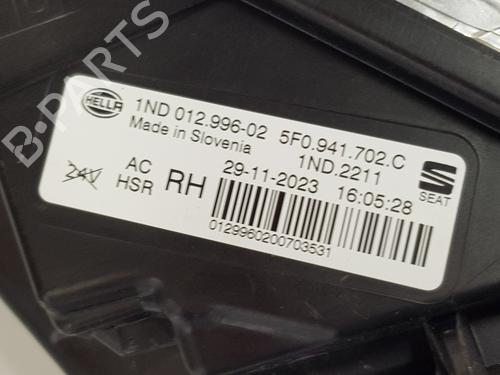 HELLA
1ND 012.996-02 5F0.941.702.C
Made in Slovenia 1ND.2211
24V AC HSR RH 29-11-2023 16:05:28
SEAT
0129960200703531
B-PARTS